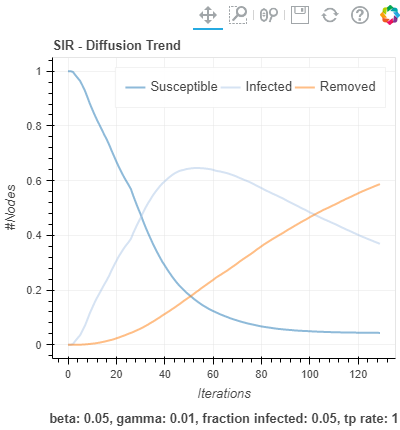 SIR - Diffusion Trend
Susceptible Infected Removed
1
0.8
0.6
0.4
0.2
0
#Nodes
0 20 40 60 80 100 120
Iterations
beta: 0.05, gamma: 0.01, fraction infected: 0.05, tp rate: 1